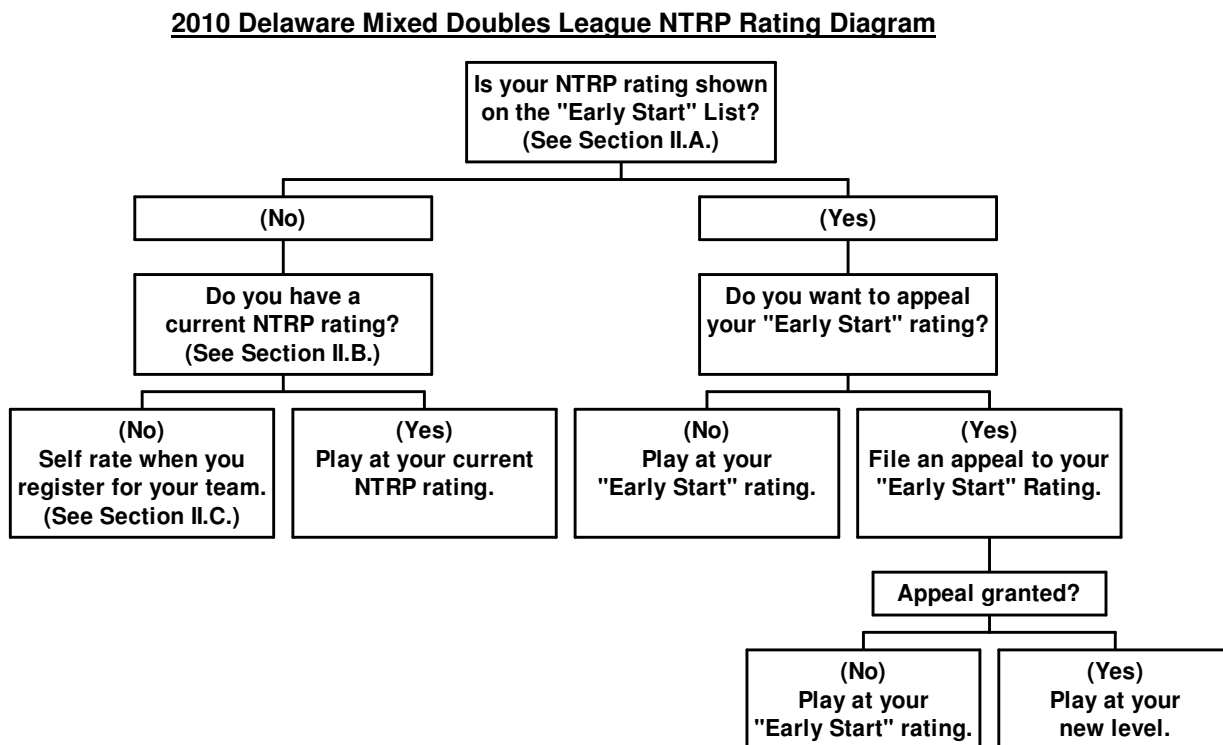 2010 Delaware Mixed Doubles League NTRP Rating Diagram
Is your NTRP rating shown
on the "Early Start" List?
(See Section II.A.)
(No)
(Yes)
Do you have a
current NTRP rating?
(See Section II.B.)
Do you want to appeal
your "Early Start" rating?
(No)
Self rate when you
register for your team.
(See Section II.C.)
(Yes)
Play at your current
NTRP rating.
(No)
Play at your
"Early Start" rating.
(Yes)
File an appeal to your
"Early Start" Rating.
Appeal granted?
(No)
Play at your
"Early Start" rating.
(Yes)
Play at your
new level.